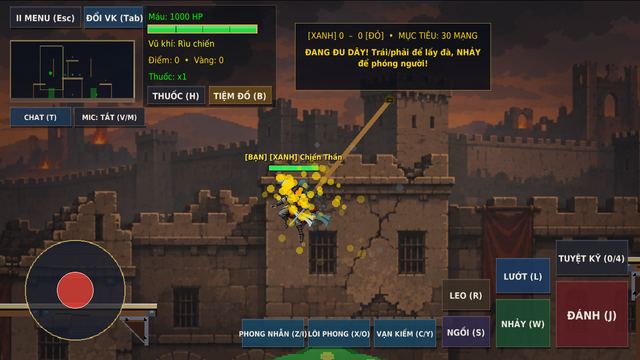 II MENU (Esc)
ĐỔI VK (Tab)
Máu: 1000 HP
Vũ khí: Rìu chiến
Điểm: 0 • Vàng: 0
Thuốc: x1
THUỐC (H)
TIỆM ĐỒ (B)
CHAT (T)
MIC: TẮT (V/M)
[XANH] 0 – 0 [ĐỎ] • MỤC TIÊU: 30 MẠNG
ĐANG ĐU DÂY! Trái/phải để lấy đà, NHẢY
để phóng người!
[BẠN] [XANH] Chiến Thần
TUYỆT KỸ (0/4)
LƯỚT (L)
LEO (R)
ĐÁNH (J)
NHẢY (W)
NGỒI (S)
PHONG NHẪN (Z/I)
LÔI PHONG (X/O)
VẠN KIẾM (C/Y)